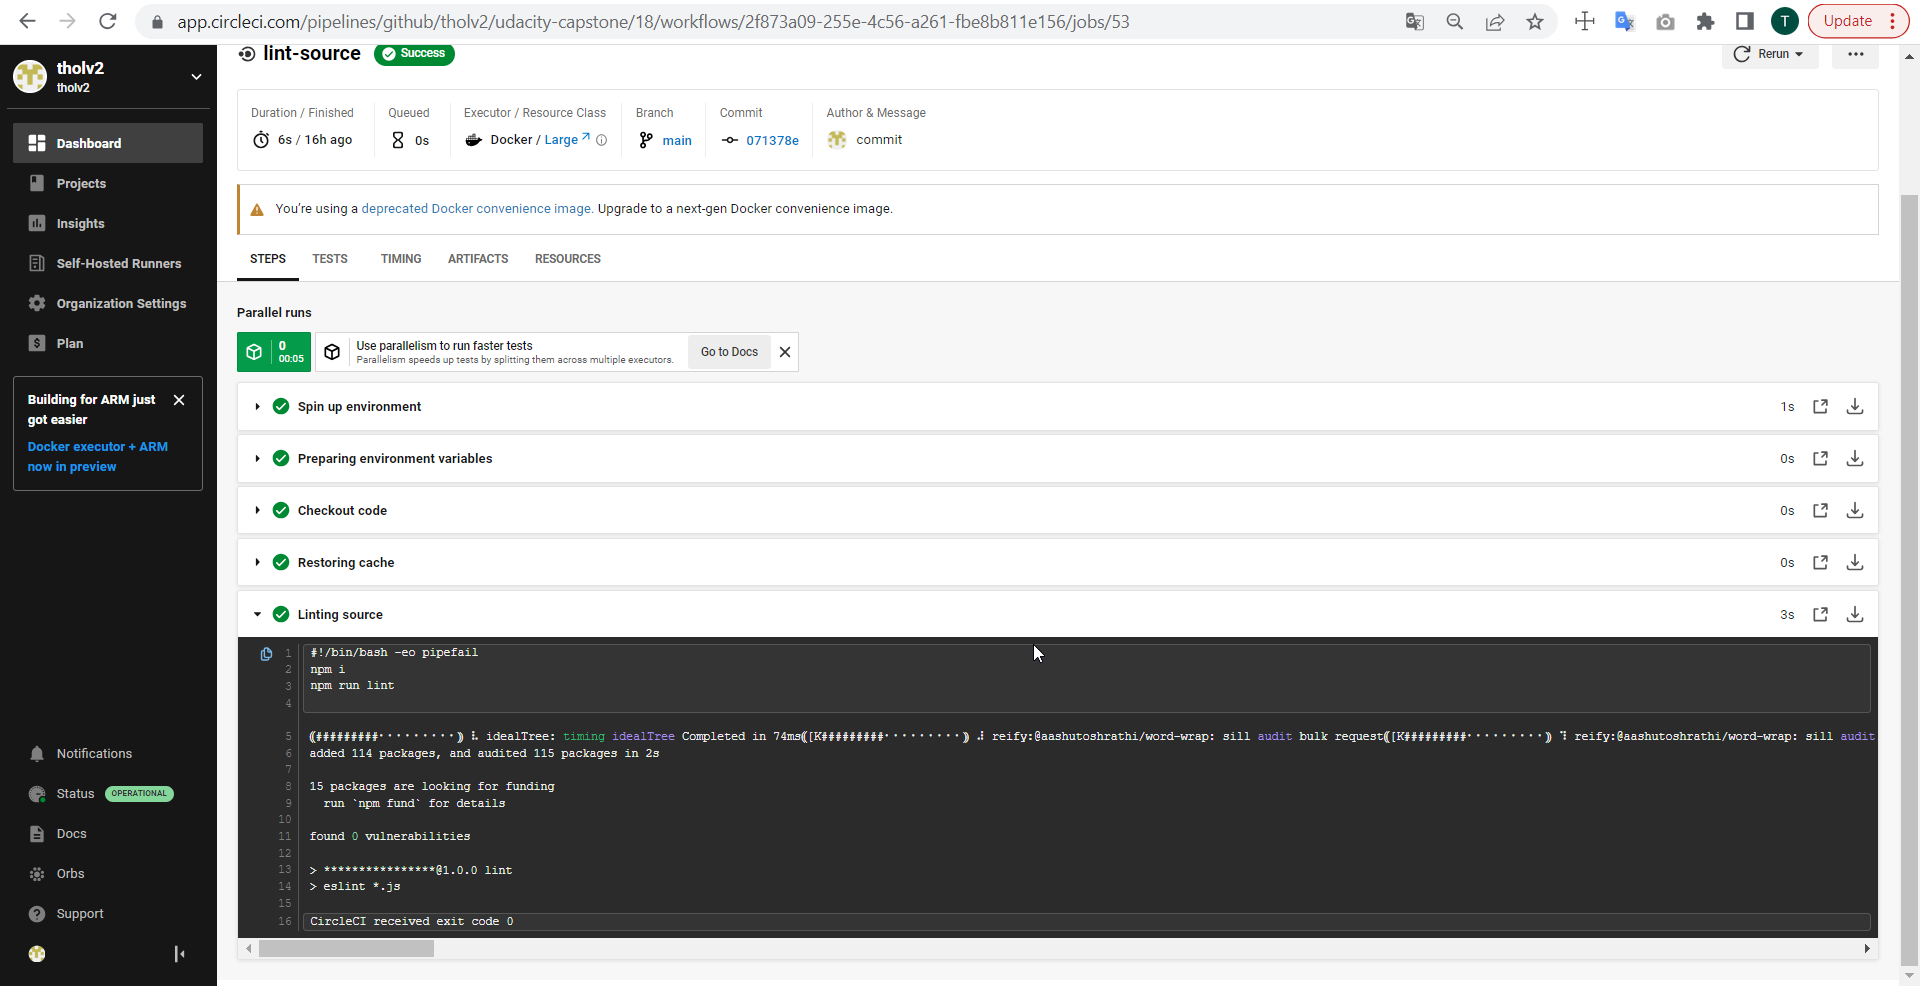 app.circleci.com/pipelines/github/tholv2/udacity-capstone/18/workflows/2f873a09-255e-4c56-a261-fbe8b811e156/jobs/53
T
Update
tholv2
tholv2
Dashboard
Projects
Insights
Self-Hosted Runners
Organization Settings
Plan
Building for ARM just
got easier
Docker executor + ARM
now in preview
Notifications
Status OPERATIONAL
Docs
Orbs
Support
lint-source Success
Rerun
Duration / Finished
6s / 16h ago
Queued
0s
Executor / Resource Class
Docker / Large
Branch
main
Commit
071378e
Author & Message
commit
You're using a deprecated Docker convenience image. Upgrade to a next-gen Docker convenience image.
STEPS TESTS TIMING ARTIFACTS RESOURCES
Parallel runs
0
00:05
Use parallelism to run faster tests
Parallelism speeds up tests by splitting them across multiple executors.
Go to Docs
Spin up environment 1s
Preparing environment variables 0s
Checkout code 0s
Restoring cache 0s
Linting source 3s
1 #!/bin/bash -eo pipefail
2 npm i
3 npm run lint
4
5 (#########·········) ⠧ idealTree: timing idealTree Completed in 74ms([K#########·········) ⠼ reify:@aashutoshrathi/word-wrap: sill audit bulk request([K#########·········) ⠹ reify:@aashutoshrathi/word-wrap: sill audit
6 added 114 packages, and audited 115 packages in 2s
7
8 15 packages are looking for funding
9 run `npm fund` for details
10
11 found 0 vulnerabilities
12
13 > ****************@1.0.0 lint
14 > eslint *.js
15
16 CircleCI received exit code 0